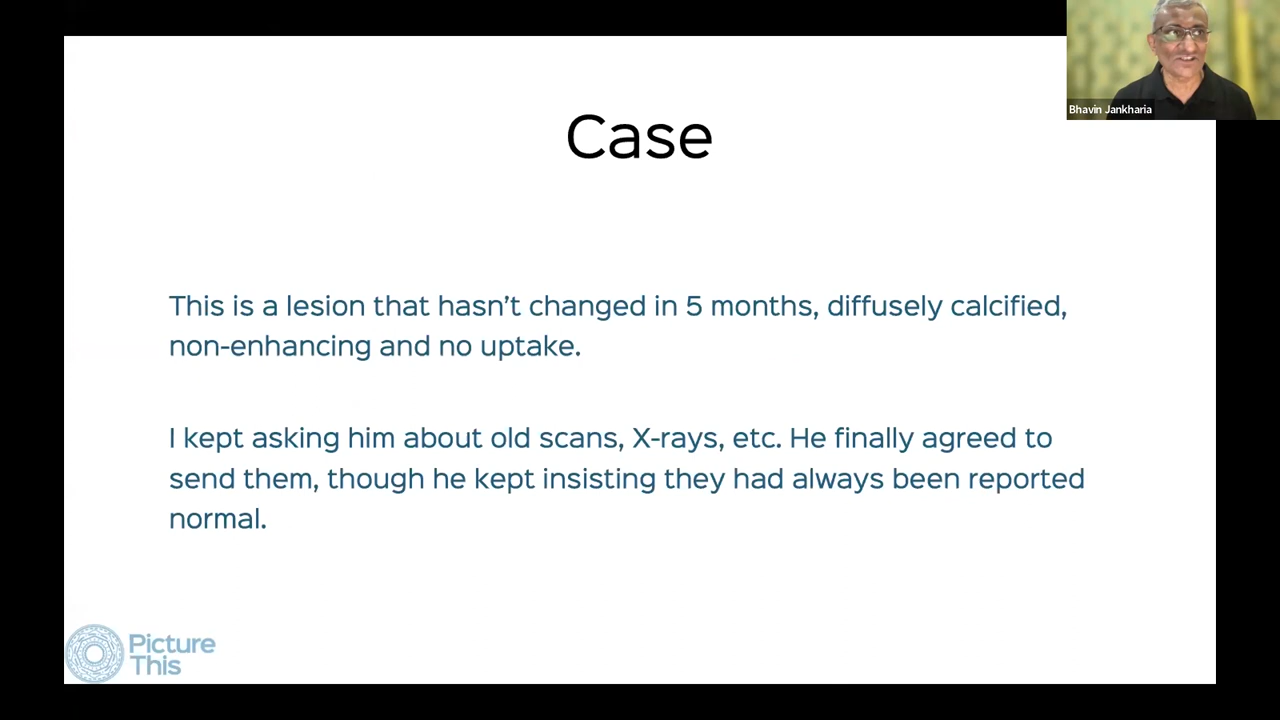 Bhavin Jankharia
Case
This is a lesion that hasn't changed in 5 months, diffusely calcified,
non-enhancing and no uptake.
I kept asking him about old scans, X-rays, etc. He finally agreed to
send them, though he kept insisting they had always been reported
normal.
Picture
This